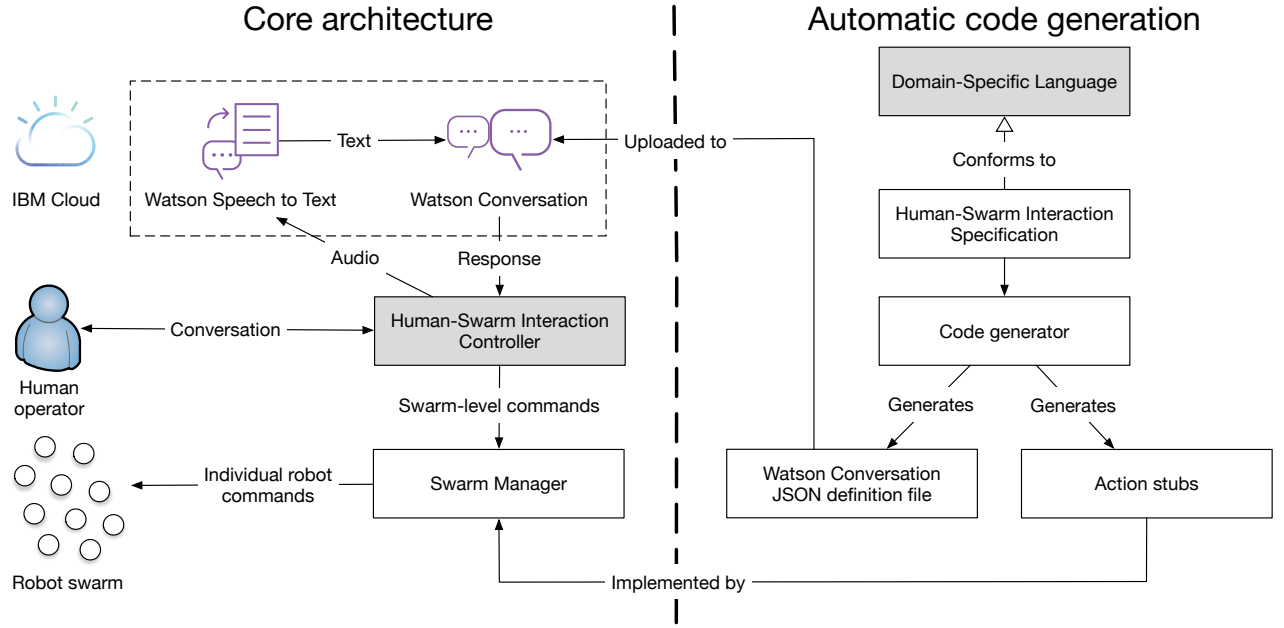 Core architecture
Automatic code generation
Domain-Specific Language
Text
Uploaded to
Conforms to
IBM Cloud
Watson Speech to Text
Watson Conversation
Human-Swarm Interaction
Specification
Audio
Response
Conversation
Human-Swarm Interaction
Controller
Code generator
Human
operator
Swarm-level commands
Generates
Generates
Individual robot
commands
Swarm Manager
Watson Conversation
JSON definition file
Action stubs
Robot swarm
Implemented by